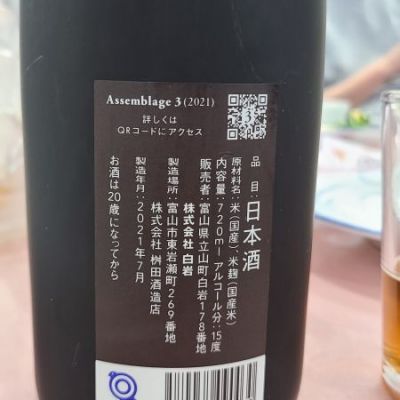 Assemblage 3 (2021)
詳しくは
QRコードにアクセス
品目 日本酒
原材料名：米（国産）、米麹（国産米）
内容量：720ml アルコール分：15度
販売者：富山県立山町白岩178番地
株式会社 白岩
製造場所：富山市東岩瀬町269番地
株式会社 桝田酒造店
製造年月：2021年7月
お酒は20歳になってから